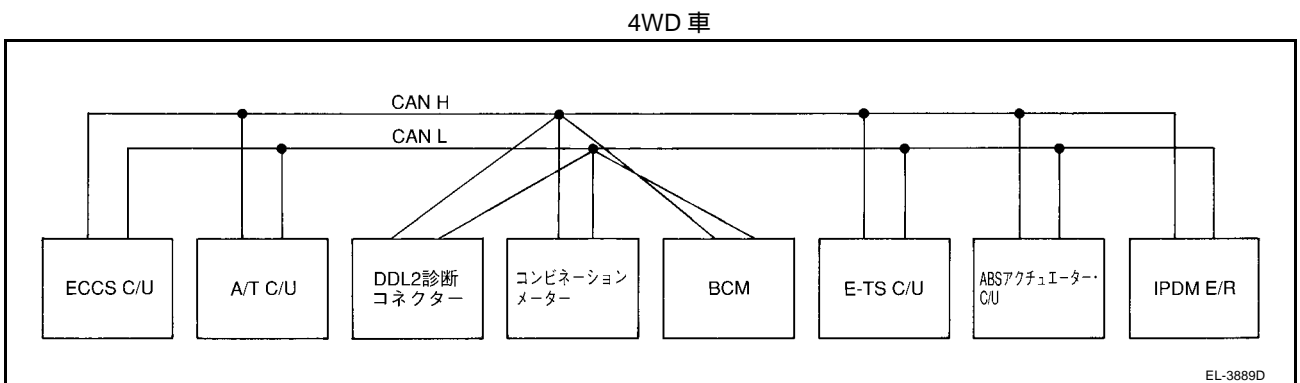 4WD 車
CAN H
CAN L
ECCS C/U
A/T C/U
DDL2診断
コネクター
コンビネーション
メーター
BCM
E-TS C/U
ABSアクチュエーター・
C/U
IPDM E/R
EL-3889D